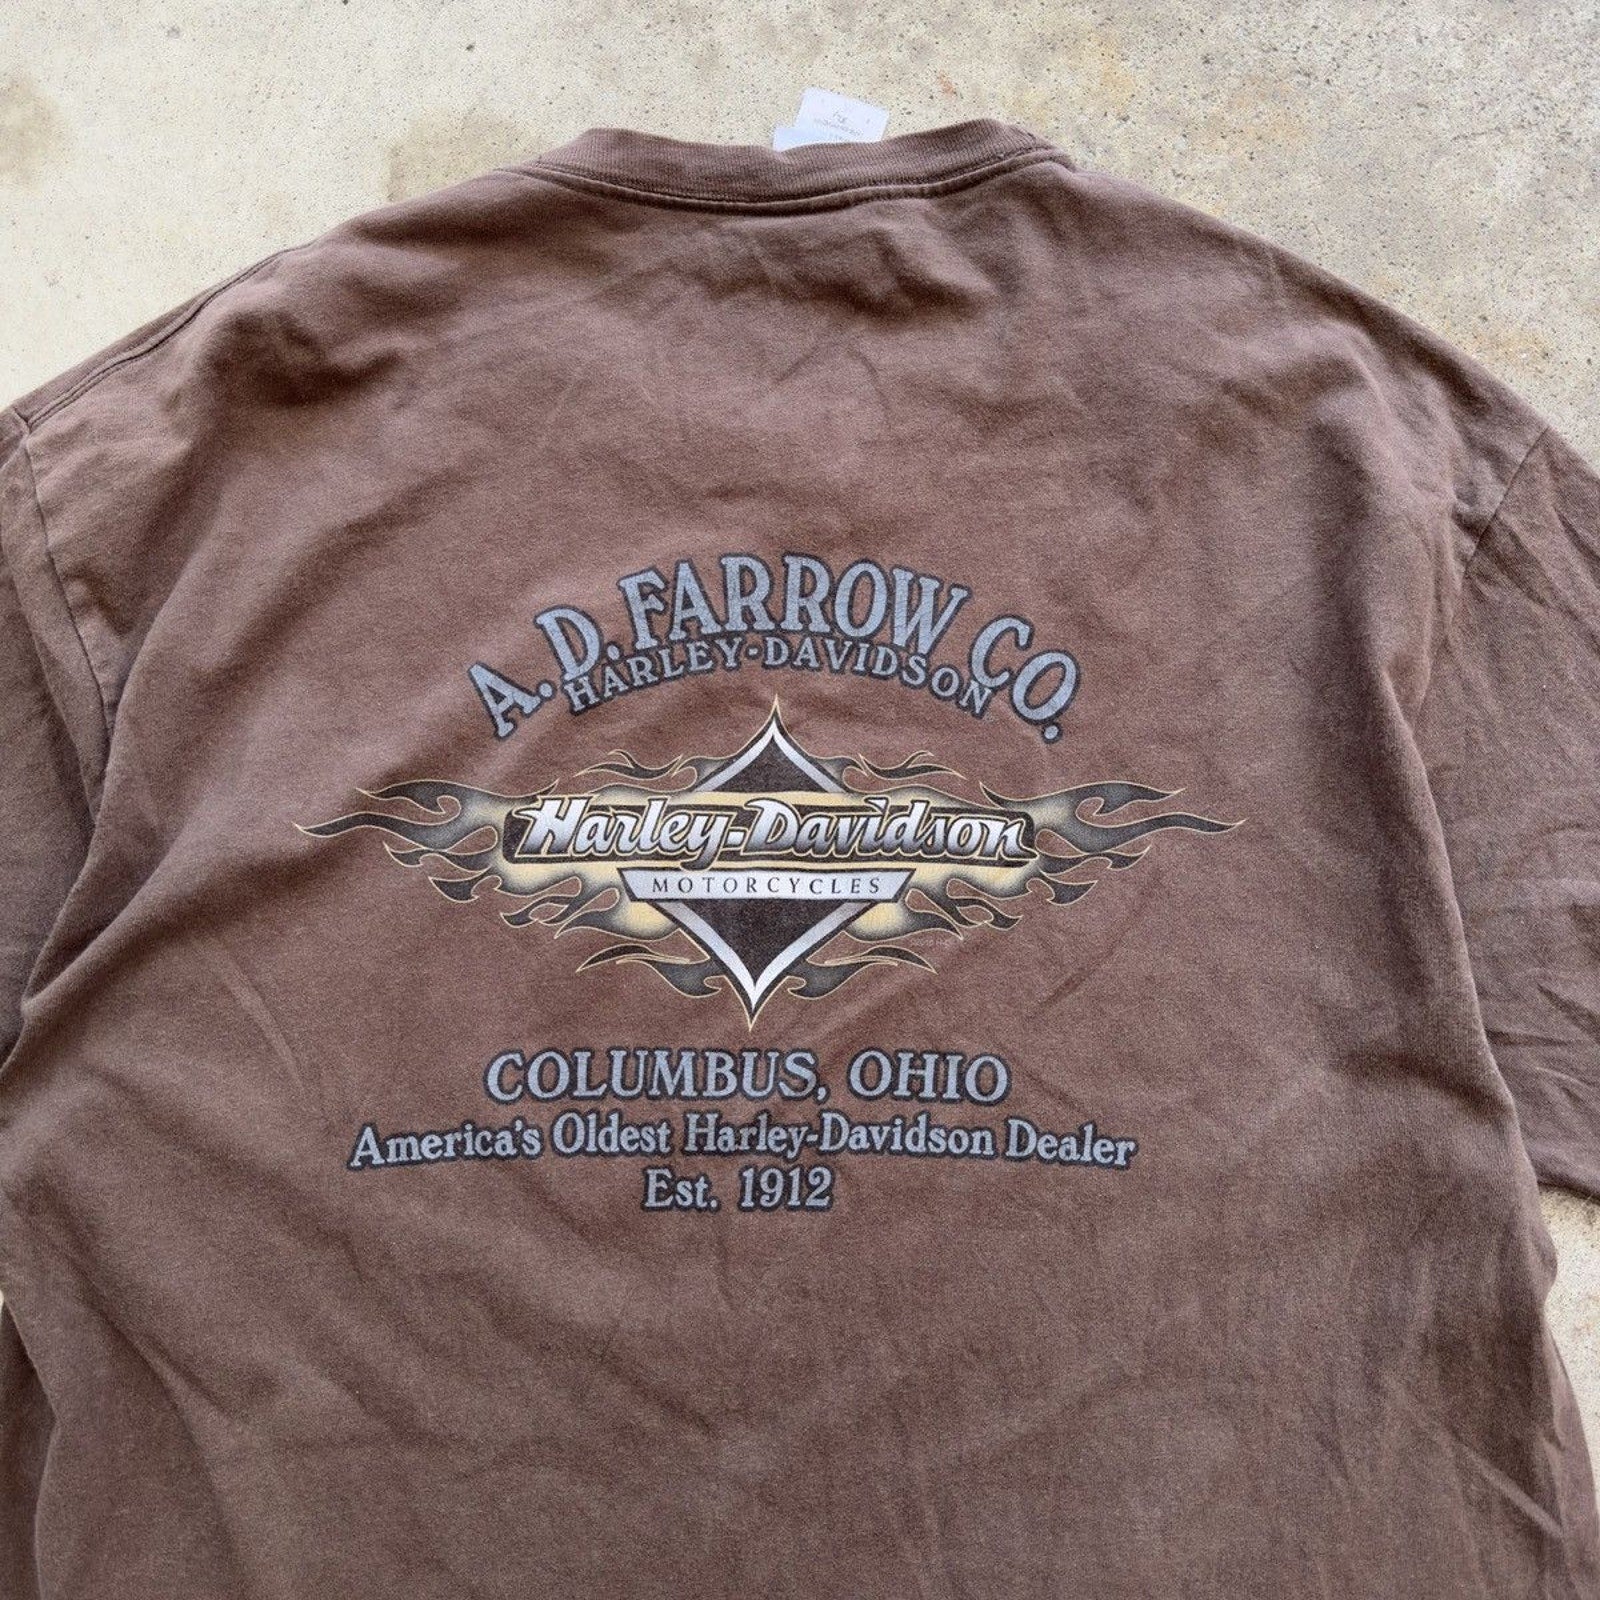 A. D. FARROW CO.
HARLEY-DAVIDSON
Harley-Davidson
MOTORCYCLES
COLUMBUS, OHIO
America's Oldest Harley-Davidson Dealer
Est. 1912